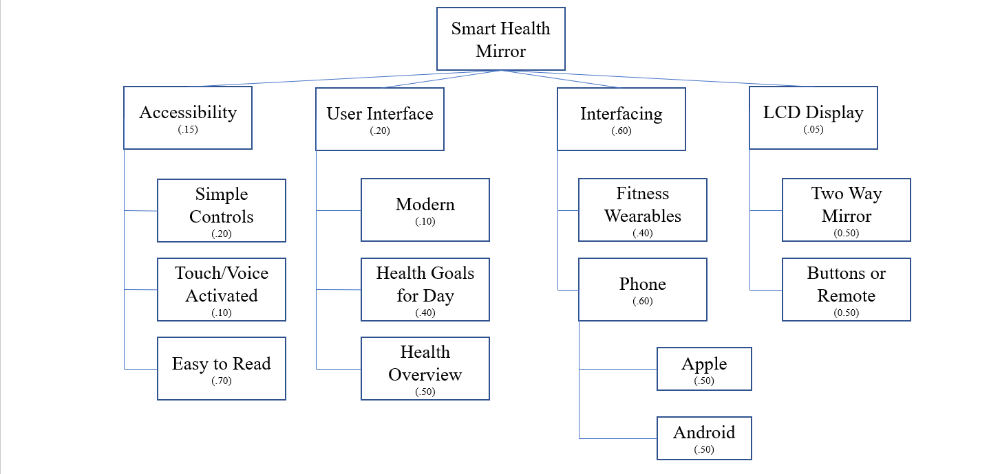 Smart Health
Mirror
Accessibility
(.15)
User Interface
(.20)
Interfacing
(.60)
LCD Display
(.05)
Simple
Controls
(.20)
Touch/Voice
Activated
(.10)
Easy to Read
(.70)
Modern
(.10)
Health Goals
for Day
(.40)
Health
Overview
(.50)
Fitness
Wearables
(.40)
Phone
(.60)
Apple
(.50)
Android
(.50)
Two Way
Mirror
(0.50)
Buttons or
Remote
(0.50)